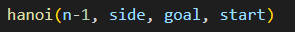 hanoi(n-1, side, goal, start)